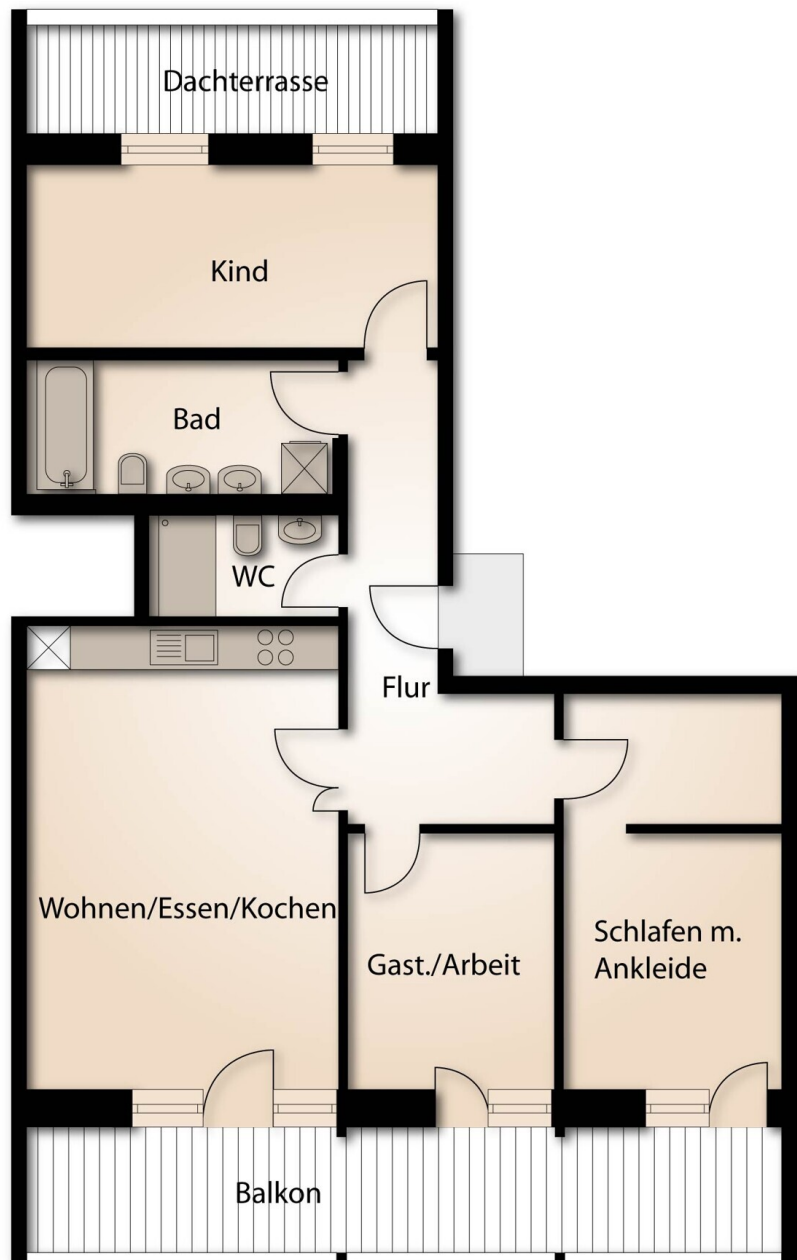 Dachterrasse
Kind
Bad
WC
Flur
Wohnen/Essen/Kochen
Gast./Arbeit
Schlafen m.
Ankleide
Balkon